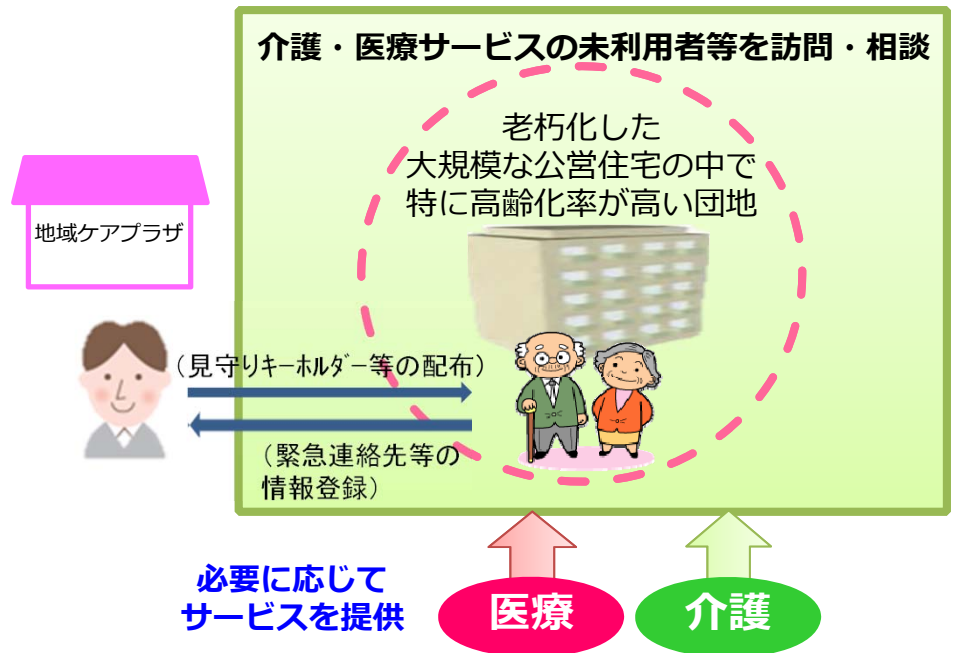 介護・医療サービスの未利用者等を訪問・相談
老朽化した
大規模な公営住宅の中で
特に高齢化率が高い団地
地域ケアプラザ
（見守りｷｰﾎﾙﾀﾞｰ等の配布）
（緊急連絡先等の
情報登録）
必要に応じて
サービスを提供
医療
介護